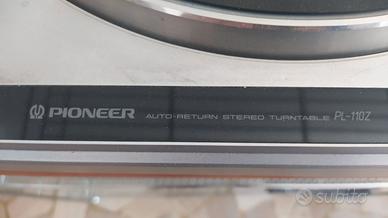 PIONEER AUTO-RETURN STEREO TURNTABLE PL-110Z
subito